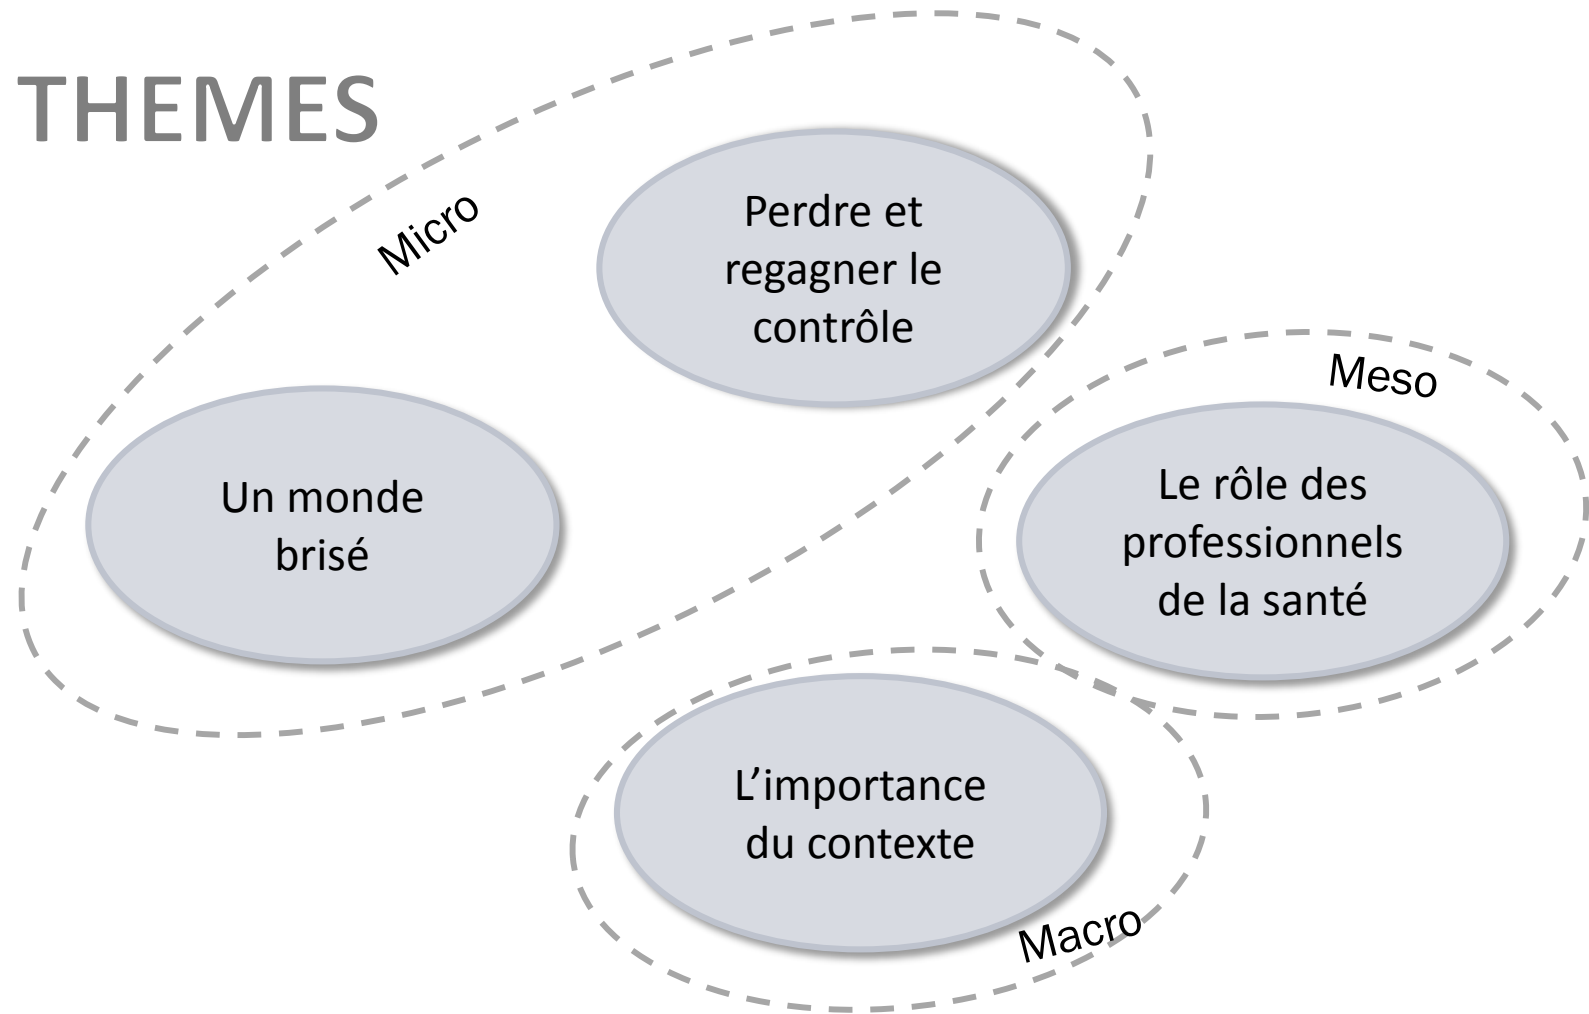 THEMES
Micro
Perdre et
regagner le
contrôle
Un monde
brisé
Meso
Le rôle des
professionnels
de la santé
L’importance
du contexte
Macro